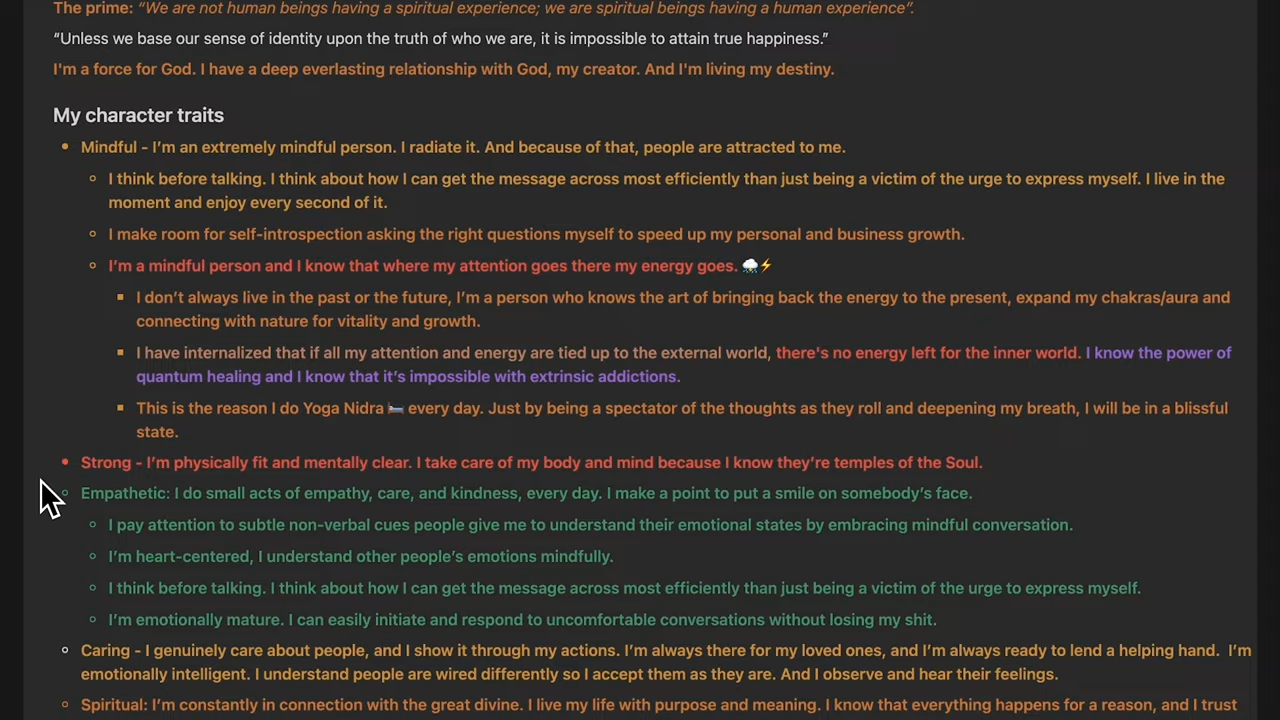 The prime: “We are not human beings having a spiritual experience; we are spiritual beings having a human experience”.
“Unless we base our sense of identity upon the truth of who we are, it is impossible to attain true happiness.”
I'm a force for God. I have a deep everlasting relationship with God, my creator. And I'm living my destiny.
My character traits
Mindful - I’m an extremely mindful person. I radiate it. And because of that, people are attracted to me.
I think before talking. I think about how I can get the message across most efficiently than just being a victim of the urge to express myself. I live in the
moment and enjoy every second of it.
I make room for self-introspection asking the right questions myself to speed up my personal and business growth.
I’m a mindful person and I know that where my attention goes there my energy goes. ⛈️⚡
I don’t always live in the past or the future, I’m a person who knows the art of bringing back the energy to the present, expand my chakras/aura and
connecting with nature for vitality and growth.
I have internalized that if all my attention and energy are tied up to the external world, there's no energy left for the inner world. I know the power of
quantum healing and I know that it’s impossible with extrinsic addictions.
This is the reason I do Yoga Nidra 🛏️ every day. Just by being a spectator of the thoughts as they roll and deepening my breath, I will be in a blissful
state.
Strong - I’m physically fit and mentally clear. I take care of my body and mind because I know they’re temples of the Soul.
Empathetic: I do small acts of empathy, care, and kindness, every day. I make a point to put a smile on somebody’s face.
I pay attention to subtle non-verbal cues people give me to understand their emotional states by embracing mindful conversation.
I’m heart-centered, I understand other people’s emotions mindfully.
I think before talking. I think about how I can get the message across most efficiently than just being a victim of the urge to express myself.
I’m emotionally mature. I can easily initiate and respond to uncomfortable conversations without losing my shit.
Caring - I genuinely care about people, and I show it through my actions. I’m always there for my loved ones, and I’m always ready to lend a helping hand. I’m
emotionally intelligent. I understand people are wired differently so I accept them as they are. And I observe and hear their feelings.
Spiritual: I’m constantly in connection with the great divine. I live my life with purpose and meaning. I know that everything happens for a reason, and I trust